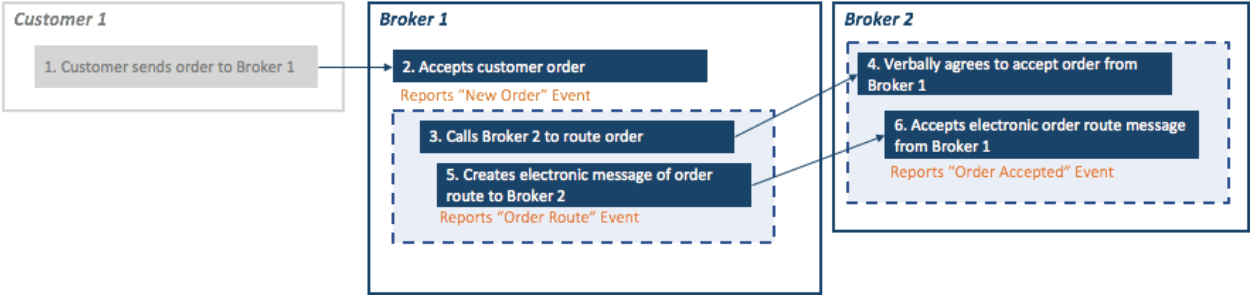 Customer 1
1. Customer sends order to Broker 1
Broker 1
2. Accepts customer order
Reports "New Order" Event
3. Calls Broker 2 to route order
5. Creates electronic message of order
route to Broker 2
Reports "Order Route" Event
Broker 2
4. Verbally agrees to accept order from
Broker 1
6. Accepts electronic order route message
from Broker 1
Reports "Order Accepted" Event